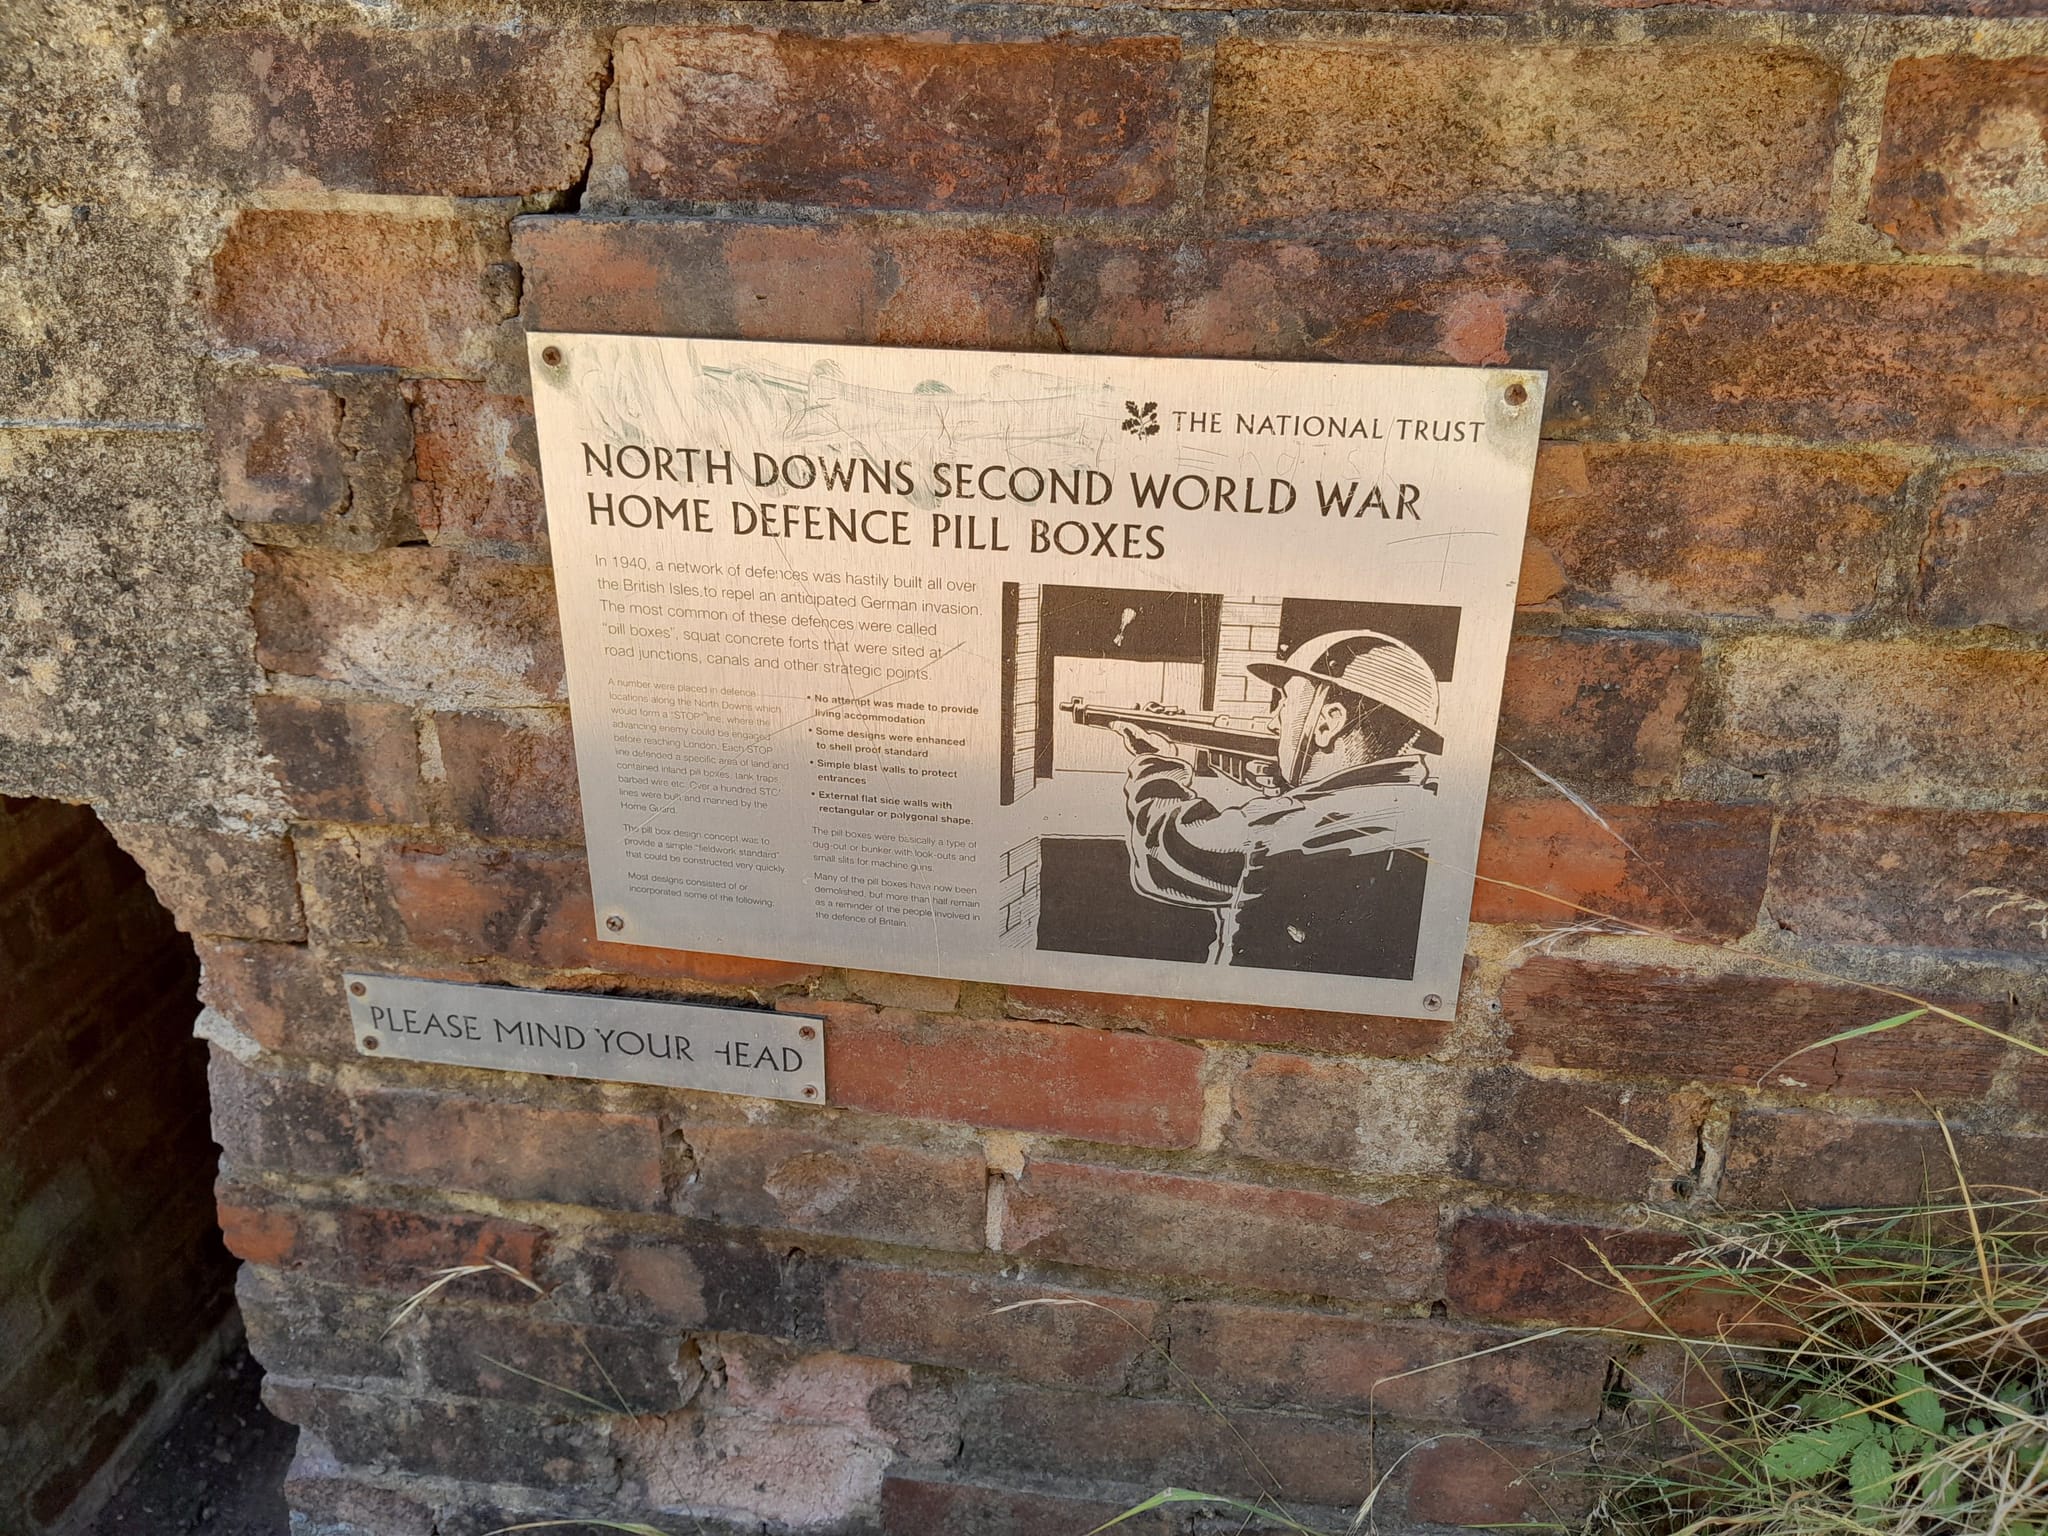 THE NATIONAL TRUST
NORTH DOWNS SECOND WORLD WAR
HOME DEFENCE PILL BOXES
In 1940, a network of defences was hastily built all over
the British Isles, to repel an anticipated German invasion.
The most common of these defences were called
"pill boxes", squat concrete forts that were sited at
road junctions, canals and other strategic points.
A number were placed in defence
locations along the North Downs which
would form a "STOP" line, where the
advancing enemy could be engaged
before reaching London. Each STOP
line defended a specific area of land and
contained inland pill boxes, tank traps,
barbed wire etc. Over a hundred STO
lines were built and manned by the
Home Guard.
The pill box design concept was to
provide a simple "fieldwork standard"
that could be constructed very quickly.
Most designs consisted of or
incorporated some of the following:
• No attempt was made to provide
living accommodation
• Some designs were enhanced
to shell proof standard
• Simple blast walls to protect
entrances
• External flat side walls with
rectangular or polygonal shape.
The pill boxes were basically a type of
dug-out or bunker with look-outs and
small slits for machine guns.
Many of the pill boxes have now been
demolished, but more than half remain
as a reminder of the people involved in
the defence of Britain.
PLEASE MIND YOUR HEAD